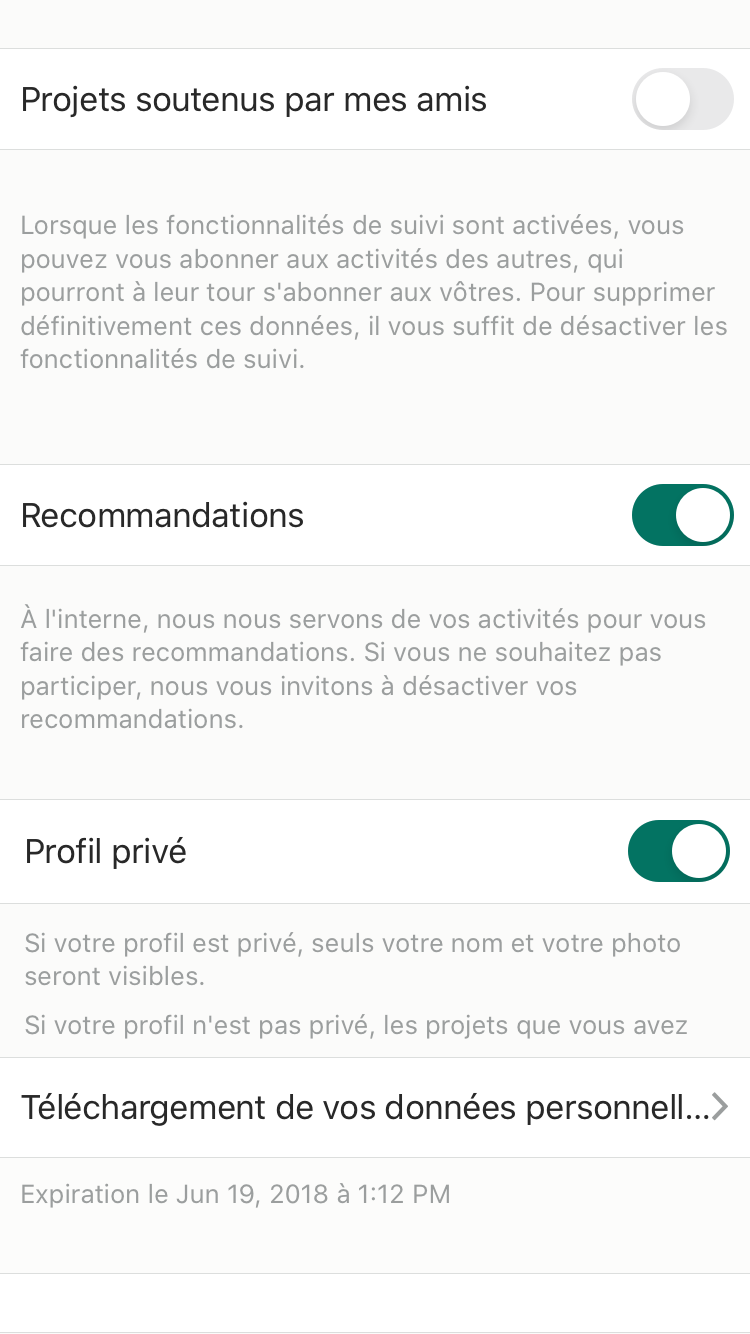 Projets soutenus par mes amis
Lorsque les fonctionnalités de suivi sont activées, vous
pouvez vous abonner aux activités des autres, qui
pourront à leur tour s'abonner aux vôtres. Pour supprimer
définitivement ces données, il vous suffit de désactiver les
fonctionnalités de suivi.
Recommandations
À l'interne, nous nous servons de vos activités pour vous
faire des recommandations. Si vous ne souhaitez pas
participer, nous vous invitons à désactiver vos
recommandations.
Profil privé
Si votre profil est privé, seuls votre nom et votre photo
seront visibles.
Si votre profil n'est pas privé, les projets que vous avez
Téléchargement de vos données personnell...
Expiration le Jun 19, 2018 à 1:12 PM